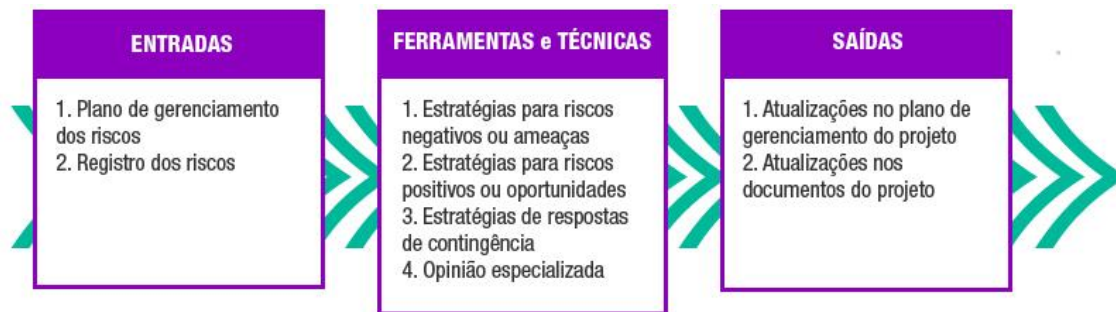 ENTRADAS
1. Plano de gerenciamento
dos riscos
2. Registro dos riscos
FERRAMENTAS e TÉCNICAS
1. Estratégias para riscos
negativos ou ameaças
2. Estratégias para riscos
positivos ou oportunidades
3. Estratégias de respostas
de contingência
4. Opinião especializada
SAÍDAS
1. Atualizações no plano de
gerenciamento do projeto
2. Atualizações nos
documentos do projeto